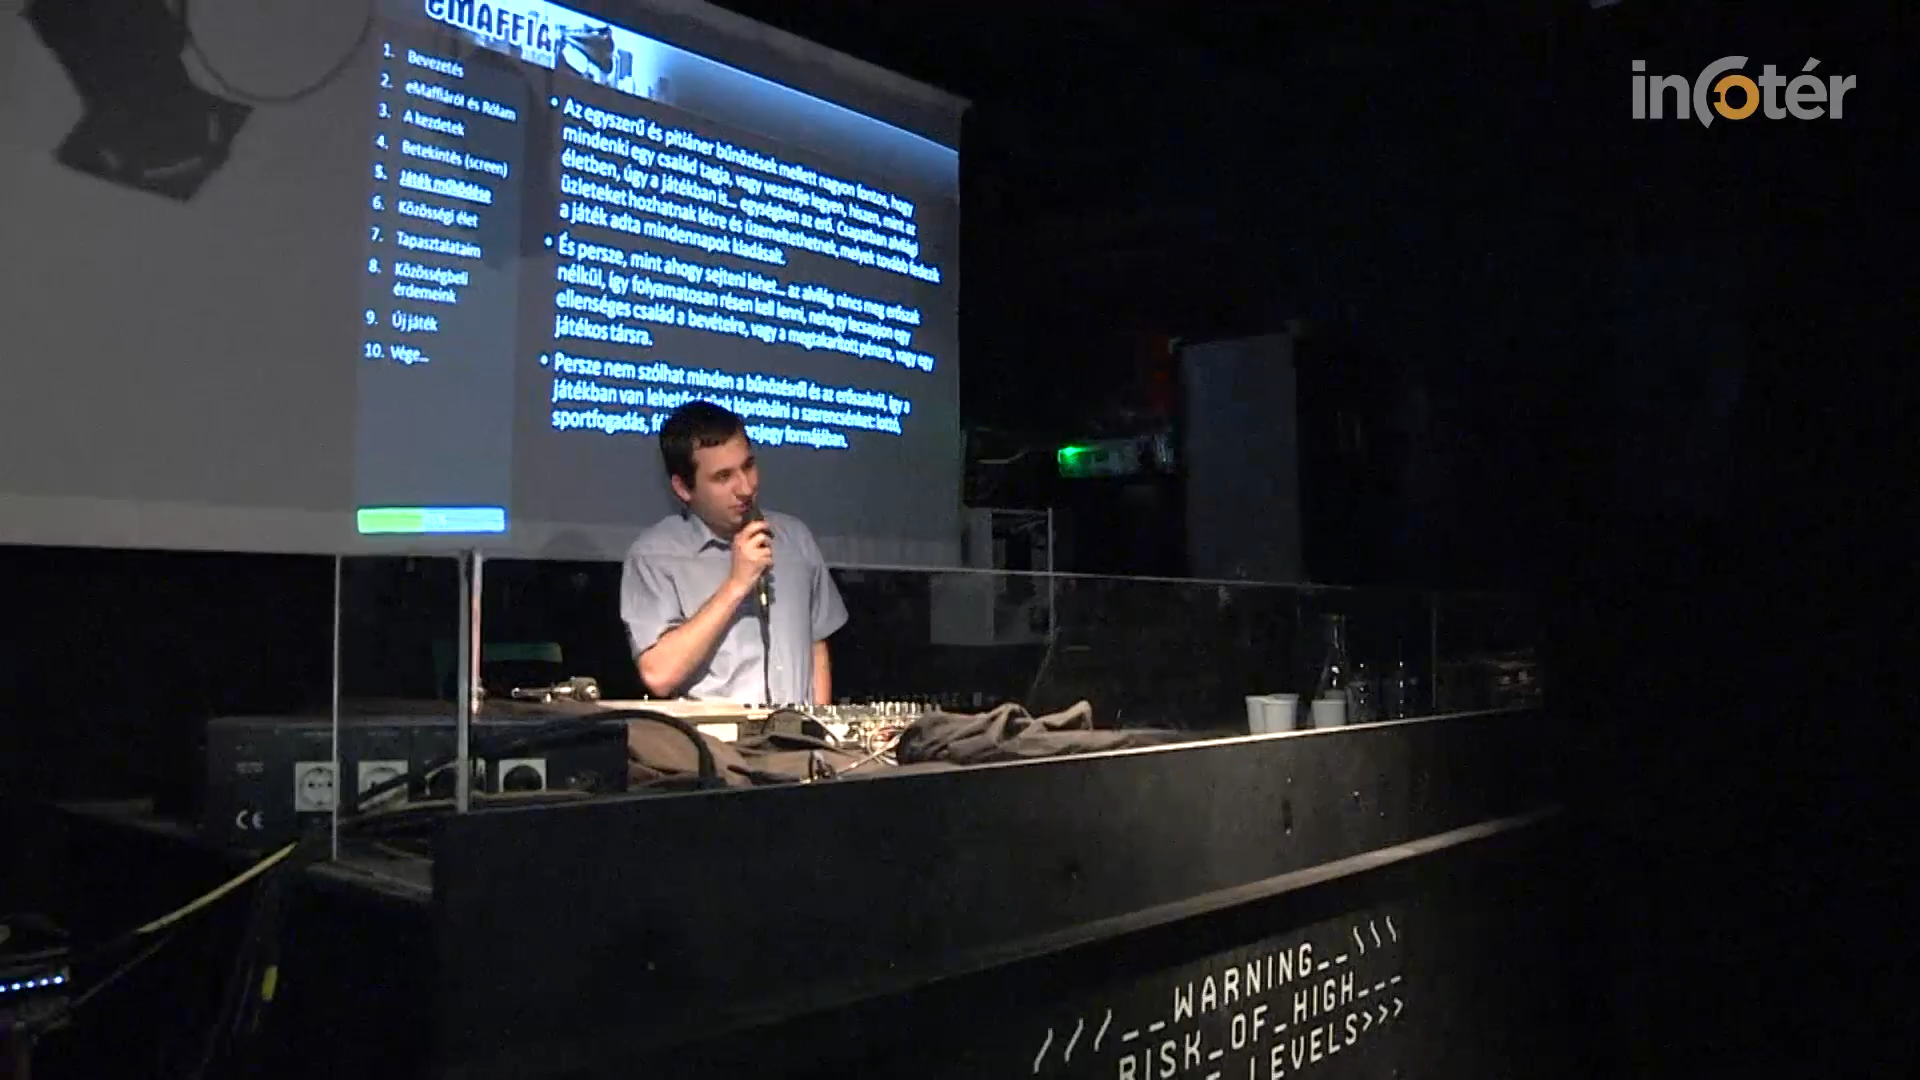 eMAFFIA
infotér
1. Bevezetés
2. eMaffiáról és Rólam
3. A kezdetek
4. Betekintés (screen)
5. Játék működése
6. Közösségi élet
7. Tapasztalataim
8. Közösségbeli
érdemeink
9. Új játék
10. Vége...
• Az egyszerű és pitiáner bűnözések mellett nagyon fontos, hogy
mindenki egy család tagja, vagy vezetője legyen, hiszen, mint az
életben, úgy a játékban is... egységben az erő. Csapatban alvilági
üzleteket hozhatnak létre és üzemeltethetnek, melyek tovább fedezik
a játék adta mindennapok kiadásait.
• És persze, mint ahogy sejteni lehet... az alvilág nincs meg erőszak
nélkül, így folyamatosan résen kell lenni, nehogy lecsapjon egy
ellenséges család a bevételre, vagy a megtakarított pénzre, vagy egy
játékos társra.
• Persze nem szólhat minden a bűnözésről és az erőszakról, így a
játékban van kipróbálni a szerencsénket: lottó,
sportfogadás, formájában.
CE
///__WARNING__\\\
RISK_OF_HIGH___
LEVELS>>>